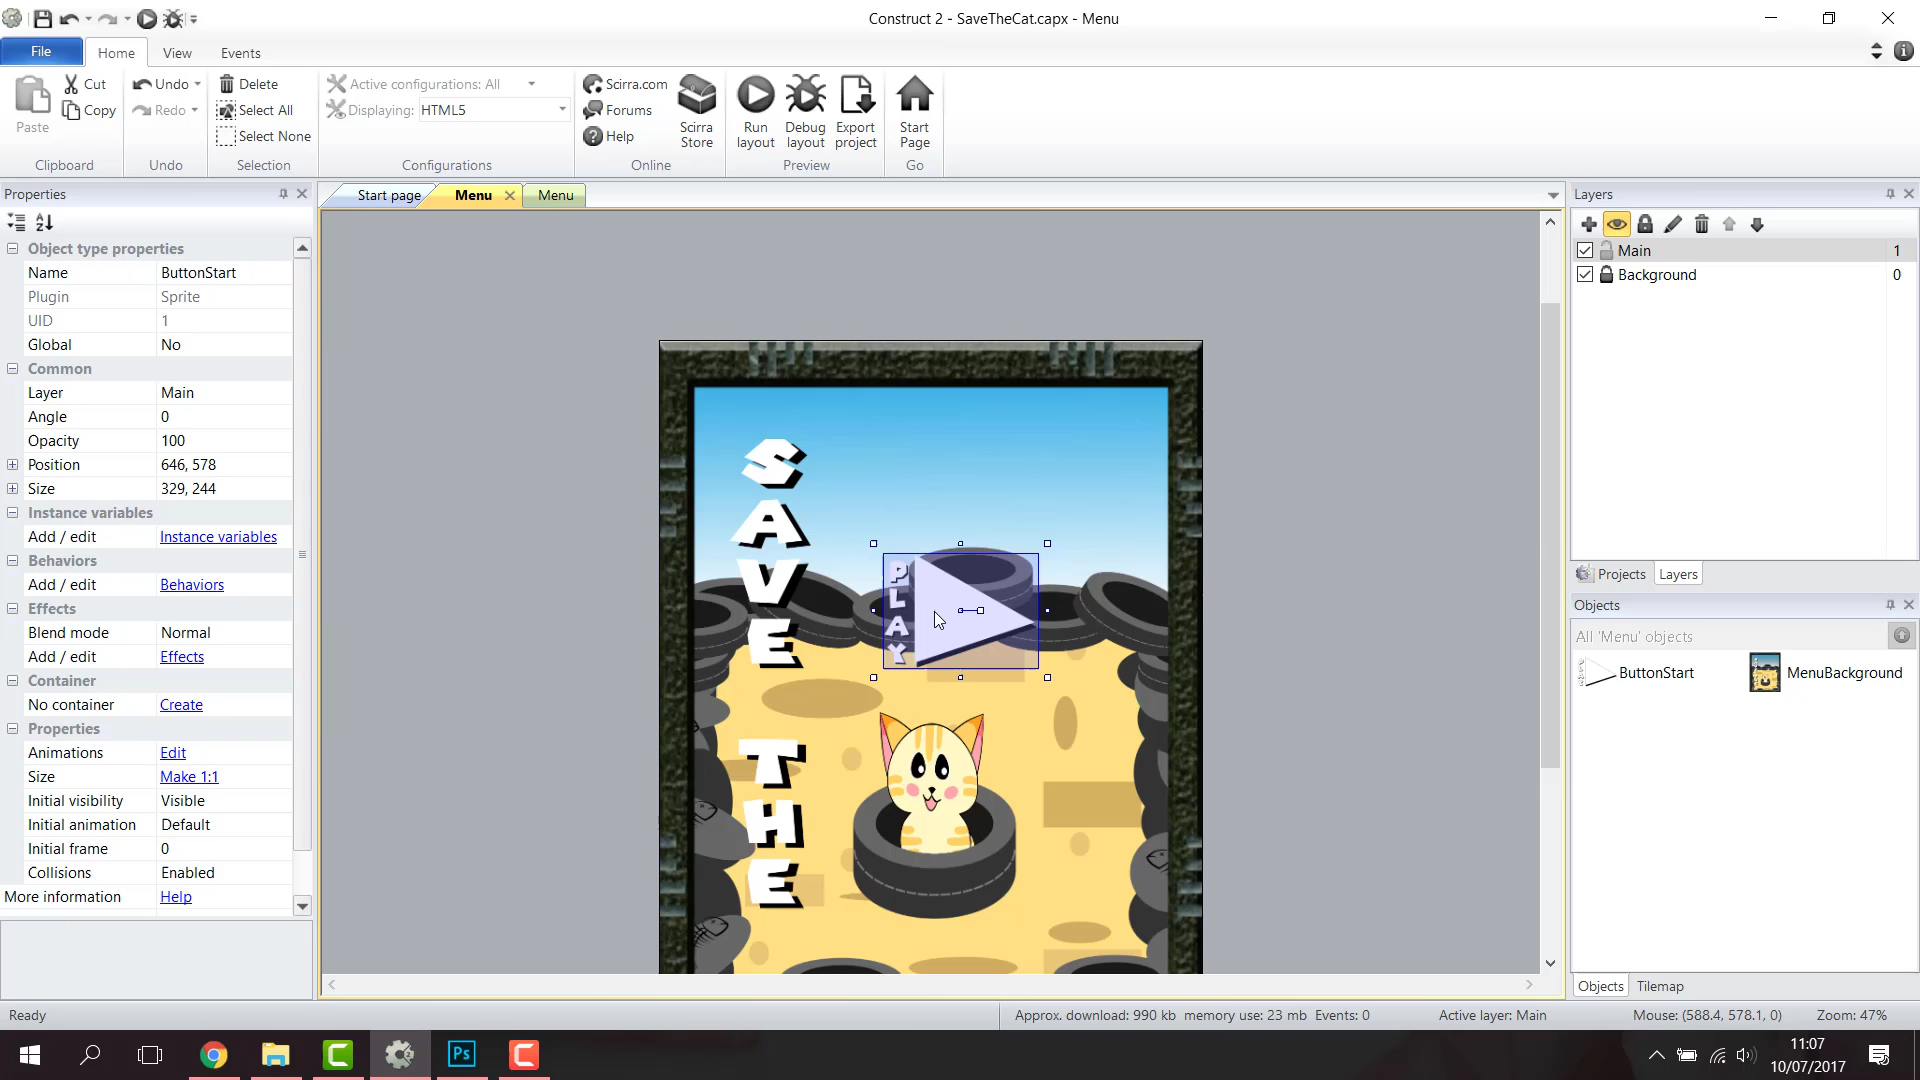 Construct 2 - SaveTheCat.capx - Menu
File
Home
View
Events
Paste
Cut
Copy
Clipboard
Undo
Redo
Undo
Delete
Select All
Select None
Selection
Active configurations: All
Displaying: HTML5
Configurations
Scirra.com
Forums
Help
Scirra Store
Online
Run layout
Debug layout
Export project
Preview
Start Page
Go
Properties
Start page
Menu
Menu
Object type properties
Name ButtonStart
Plugin Sprite
UID 1
Global No
Common
Layer Main
Angle 0
Opacity 100
Position 646, 578
Size 329, 244
Instance variables
Add / edit Instance variables
Behaviors
Add / edit Behaviors
Effects
Blend mode Normal
Add / edit Effects
Container
No container Create
Properties
Animations Edit
Size Make 1:1
Initial visibility Visible
Initial animation Default
Initial frame 0
Collisions Enabled
More information Help
SAVE
THE
PLAY
Layers
Main 1
Background 0
Projects Layers
Objects
All 'Menu' objects
ButtonStart
MenuBackground
Objects Tilemap
Ready
Approx. download: 990 kb memory use: 23 mb Events: 0
Active layer: Main
Mouse: (588.4, 578.1, 0)
Zoom: 47%
Ps
11:07
10/07/2017